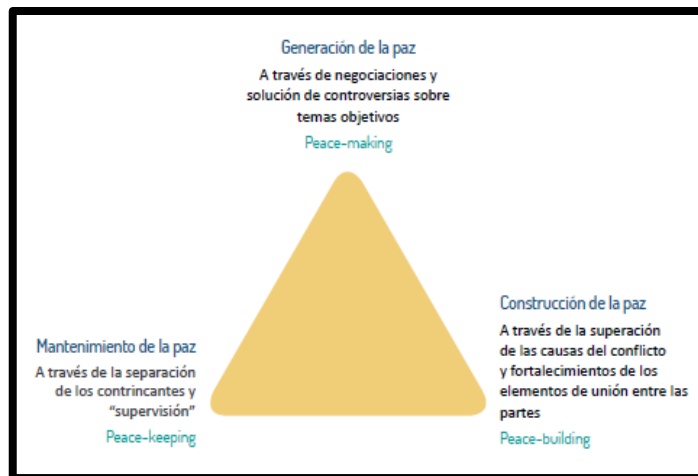 Generación de la paz
A través de negociaciones y
solución de controversias sobre
temas objetivos
Peace-making
Mantenimiento de la paz
A través de la separación
de los contrincantes y
“supervisión”
Peace-keeping
Construcción de la paz
A través de la superación
de las causas del conflicto
y fortalecimientos de los
elementos de unión entre las
partes
Peace-building